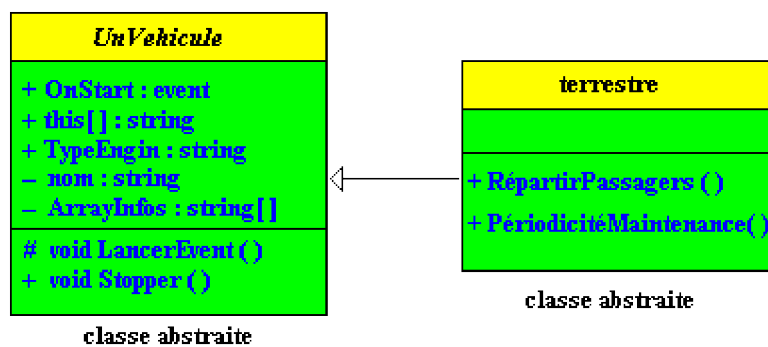 UnVehicule
+ OnStart : event
+ this[] : string
+ TypeEngin : string
- nom : string
- ArrayInfos : string[]
# void LancerEvent ( )
+ void Stopper ( )
classe abstraite
terrestre
+ RépartirPassagers ( )
+ PériodicitéMaintenance( )
classe abstraite